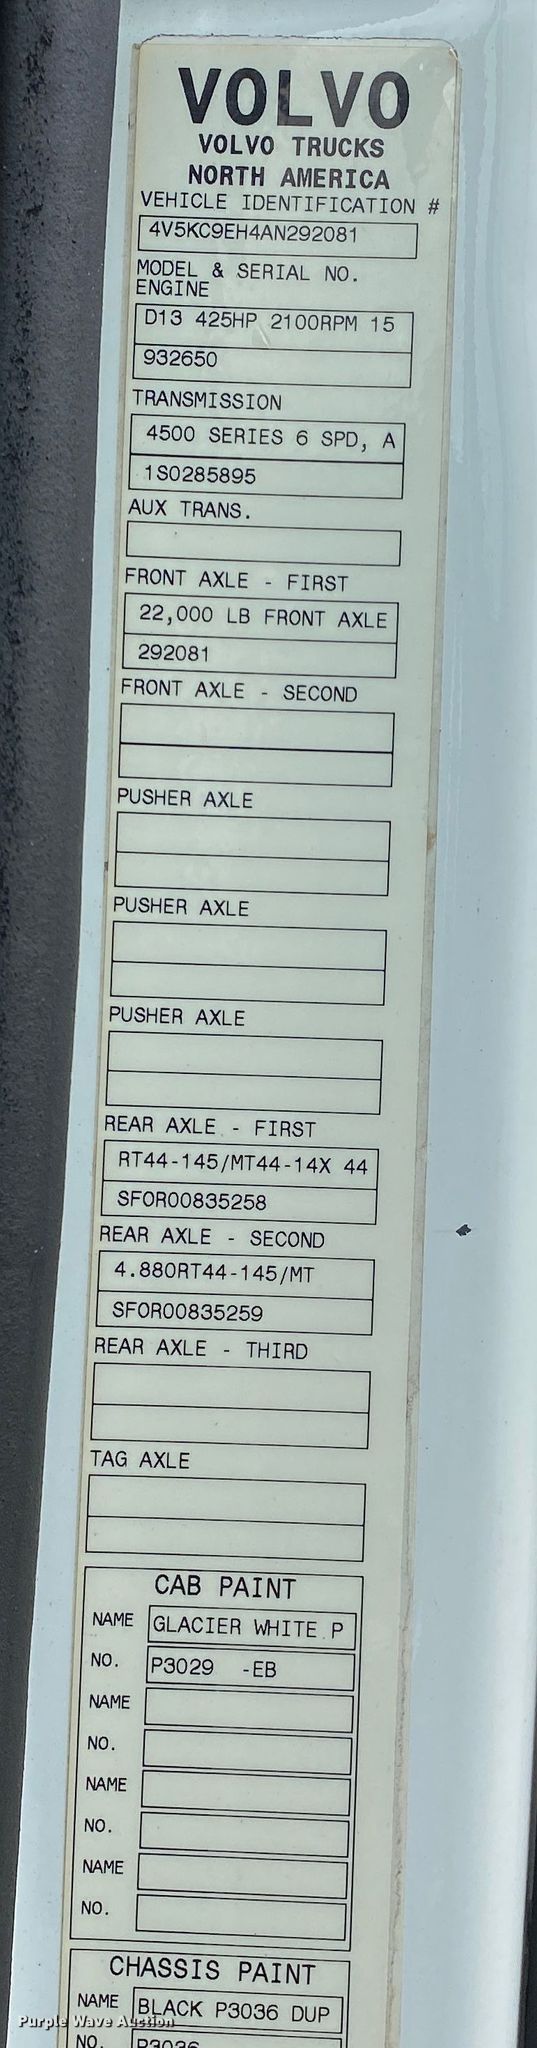 VOLVO
VOLVO TRUCKS
NORTH AMERICA
VEHICLE IDENTIFICATION #
4V5KC9EH4AN292081
MODEL & SERIAL NO.
ENGINE
D13 425HP 2100RPM 15
932650
TRANSMISSION
4500 SERIES 6 SPD, A
1S0285895
AUX TRANS.
FRONT AXLE - FIRST
22,000 LB FRONT AXLE
292081
FRONT AXLE - SECOND
PUSHER AXLE
PUSHER AXLE
PUSHER AXLE
REAR AXLE - FIRST
RT44-145/MT44-14X 44
SFOR00835258
REAR AXLE - SECOND
4.880RT44-145/MT
SFOR00835259
REAR AXLE - THIRD
TAG AXLE
CAB PAINT
NAME GLACIER WHITE P
NO. P3029 -EB
NAME
NO.
NAME
NO.
NAME
NO.
CHASSIS PAINT
NAME BLACK P3036 DUP
NO. P3036
Purple Wave Auction